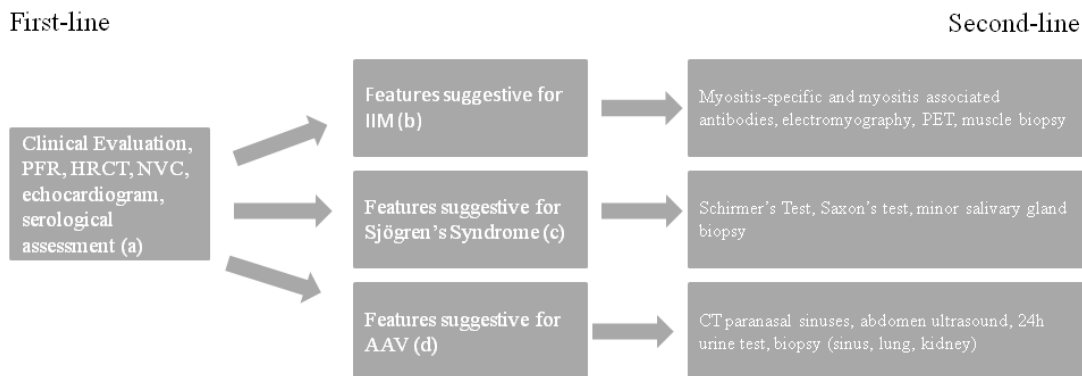 First-line
Second-line
Clinical Evaluation,
PFR, HRCT, NVC,
echocardiogram,
serological
assessment (a)
Features suggestive for
IIM (b)
Myositis-specific and myositis associated
antibodies, electromyography, PET, muscle biopsy
Features suggestive for
Sjögren's Syndrome (c)
Schirmer's Test, Saxon's test, minor salivary gland
biopsy
Features suggestive for
AAV (d)
CT paranasal sinuses, abdomen ultrasound, 24h
urine test, biopsy (sinus, lung, kidney)